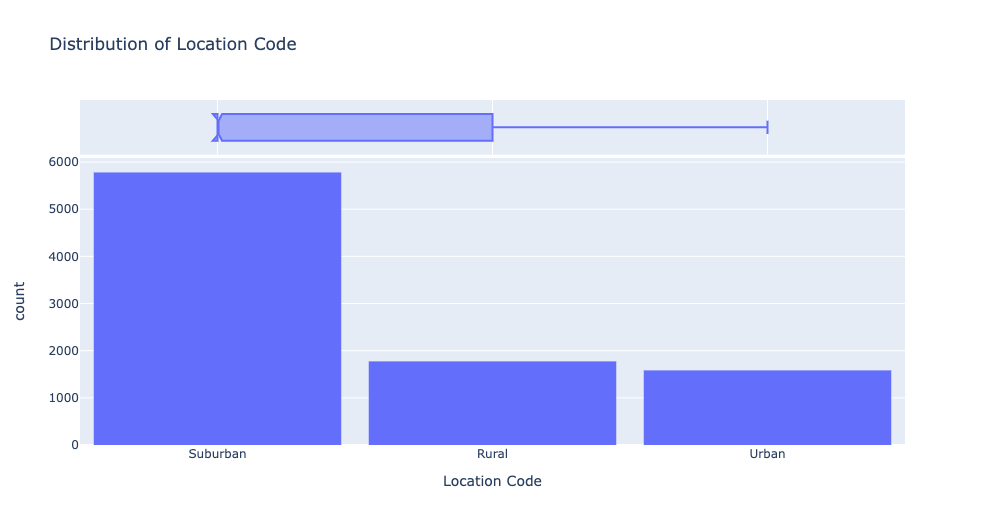 Distribution of Location Code
6000
5000
4000
3000
2000
1000
0
count
Suburban Rural Urban
Location Code